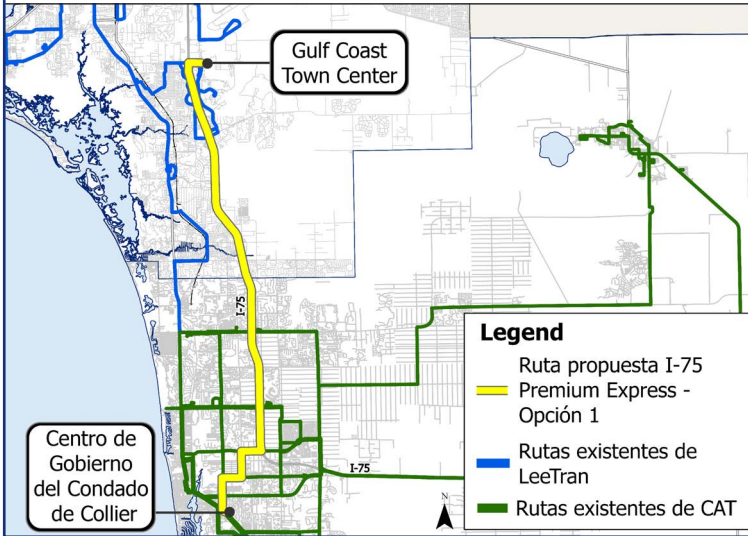 Gulf Coast
Town Center
I-75
Legend
Ruta propuesta I-75
Premium Express -
Opción 1
Rutas existentes de
LeeTran
Rutas existentes de CAT
Centro de
Gobierno
del Condado
de Collier
I-75
N